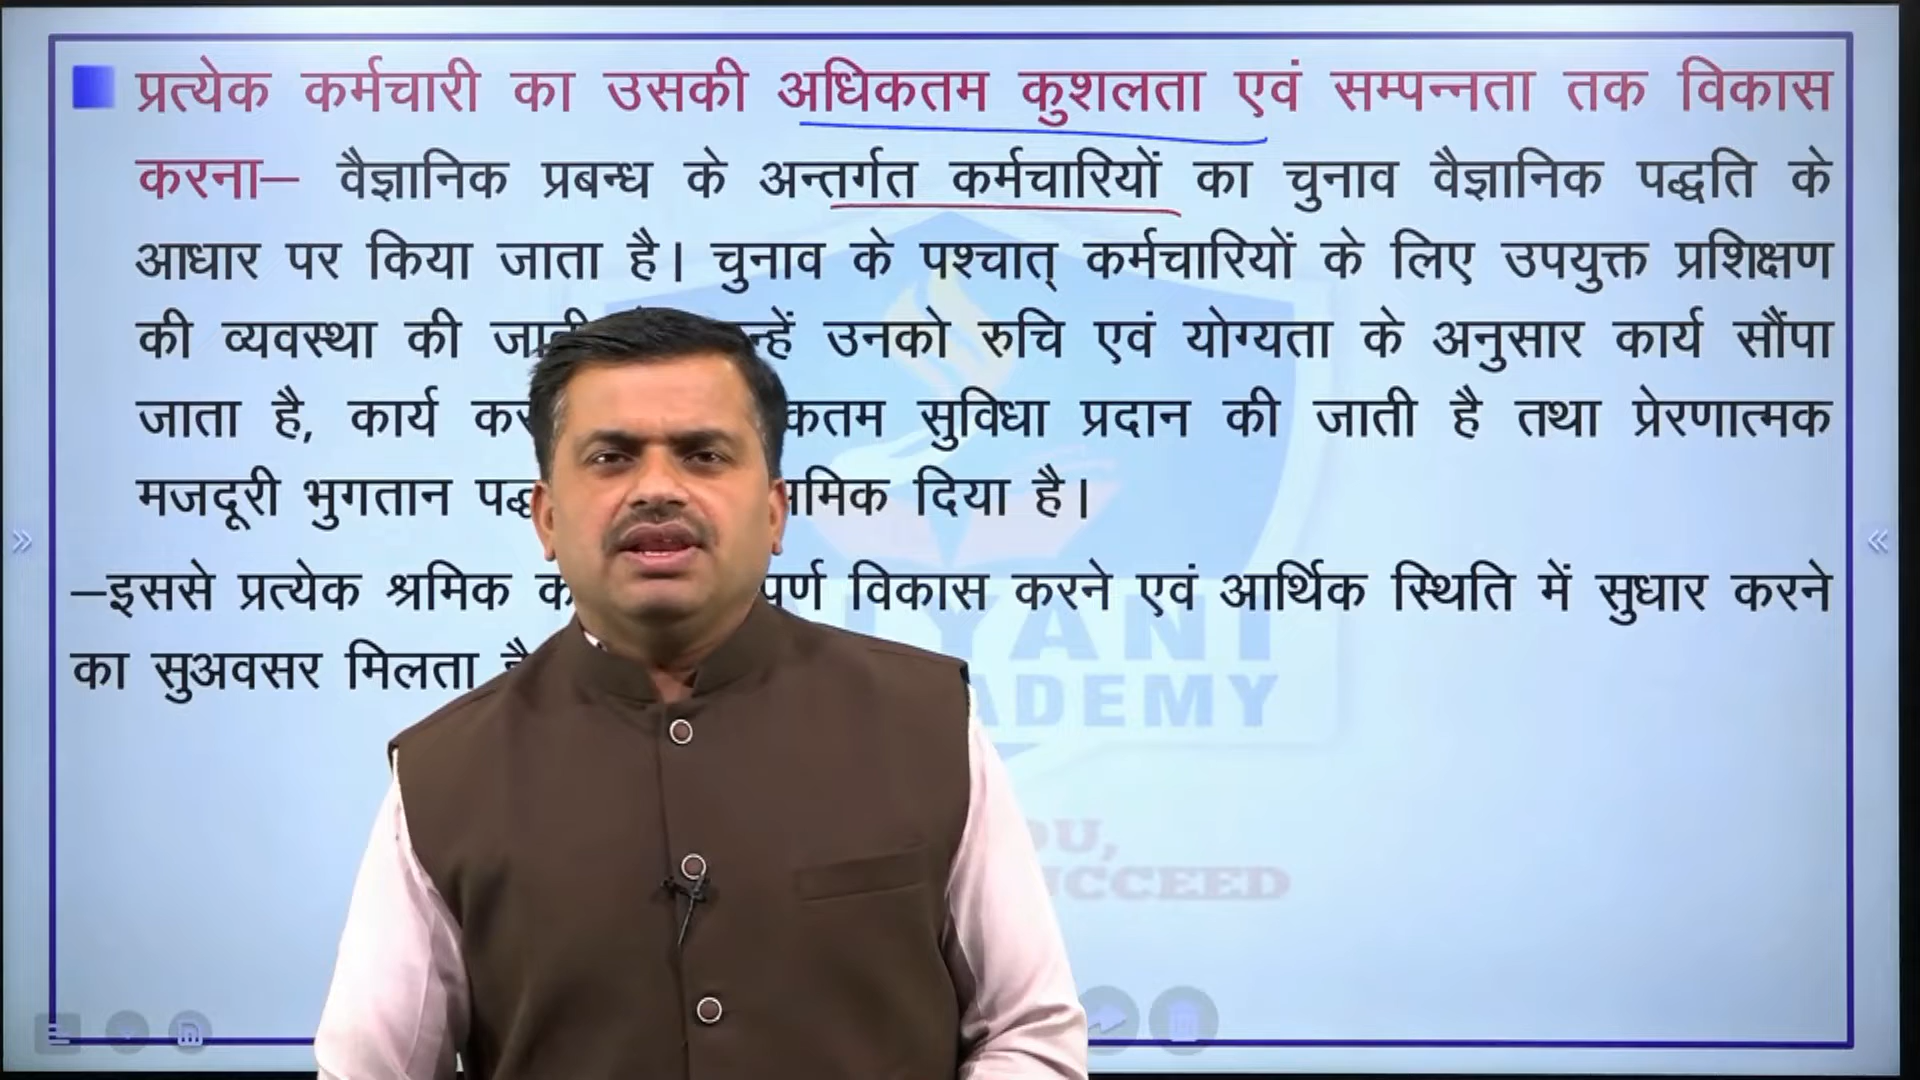 प्रत्येक कर्मचारी का उसकी अधिकतम कुशलता एवं सम्पन्नता तक विकास
करना– वैज्ञानिक प्रबन्ध के अन्तर्गत कर्मचारियों का चुनाव वैज्ञानिक पद्धति के
आधार पर किया जाता है। चुनाव के पश्चात् कर्मचारियों के लिए उपयुक्त प्रशिक्षण
की व्यवस्था की उनको रुचि एवं योग्यता के अनुसार कार्य सौंपा
जाता है, कार्य सुविधा प्रदान की जाती है तथा प्रेरणात्मक
मजदूरी भुगतान दिया है।
–इससे प्रत्येक श्रमिक विकास करने एवं आर्थिक स्थिति में सुधार करने
का सुअवसर मिलता